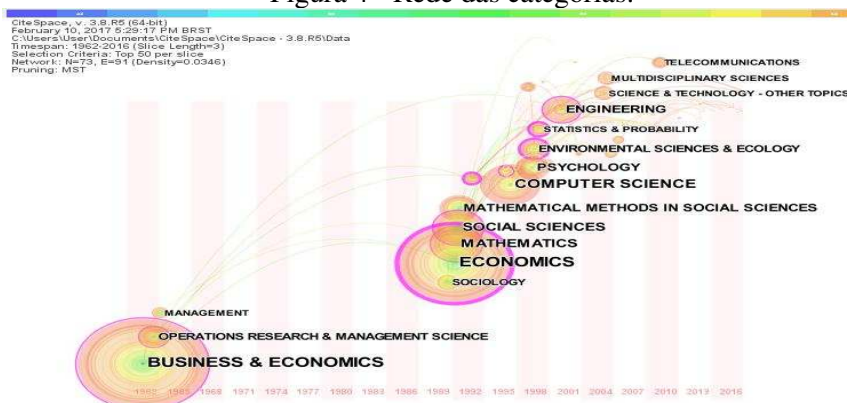 Figura 4 - Rede das categorias.
CiteSpace, v. 3.8.R5 (64-bit)
February 10, 2017 5:29:17 PM BRST
C:\Users\User\Documents\CiteSpace\CiteSpace - 3.8.R5\Data
Timespan: 1962-2016 (Slice Length=3)
Selection Criteria: Top 50 per slice
Network: N=73, E=91 (Density=0.0346)
Pruning: MST
TELECOMMUNICATIONS
MULTIDISCIPLINARY SCIENCES
SCIENCE & TECHNOLOGY - OTHER TOPICS
ENGINEERING
STATISTICS & PROBABILITY
ENVIRONMENTAL SCIENCES & ECOLOGY
PSYCHOLOGY
COMPUTER SCIENCE
MATHEMATICAL METHODS IN SOCIAL SCIENCES
SOCIAL SCIENCES
MATHEMATICS
ECONOMICS
SOCIOLOGY
MANAGEMENT
OPERATIONS RESEARCH & MANAGEMENT SCIENCE
BUSINESS & ECONOMICS
1962 1965 1968 1971 1974 1977 1980 1983 1986 1989 1992 1995 1998 2001 2004 2007 2010 2013 2016